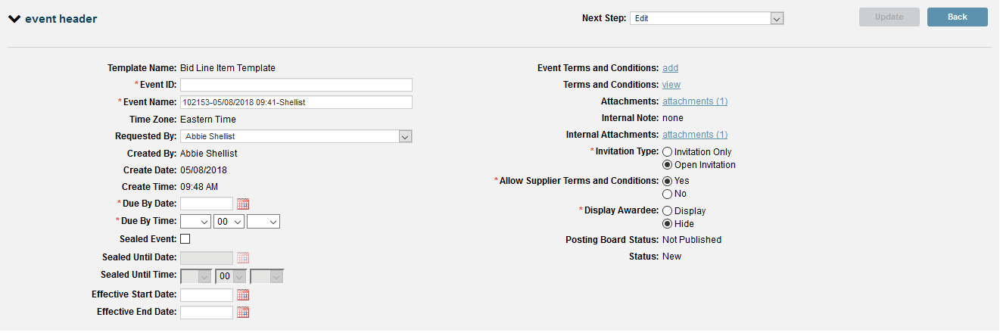 event header
Next Step: Edit
Update
Back
Template Name: Bid Line Item Template
* Event ID:
* Event Name: 102153-05/08/2018 09:41-Shellist
Time Zone: Eastern Time
Requested By: Abbie Shellist
Created By: Abbie Shellist
Create Date: 05/08/2018
Create Time: 09:48 AM
* Due By Date:
* Due By Time: 00
Sealed Event:
Sealed Until Date:
Sealed Until Time: 00
Effective Start Date:
Effective End Date:
Event Terms and Conditions: add
Terms and Conditions: view
Attachments: attachments (1)
Internal Note: none
Internal Attachments: attachments (1)
* Invitation Type: Invitation Only
Open Invitation
* Allow Supplier Terms and Conditions: Yes
No
* Display Awardee: Display
Hide
Posting Board Status: Not Published
Status: New